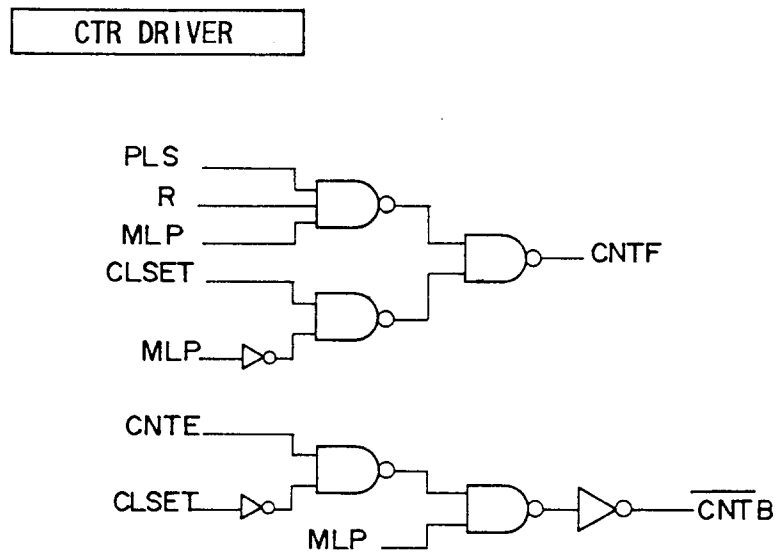 CTR DRIVER
PLS
R
MLP
CLSET
MLP
CNTF
CNTE
CLSET
MLP
CNTB